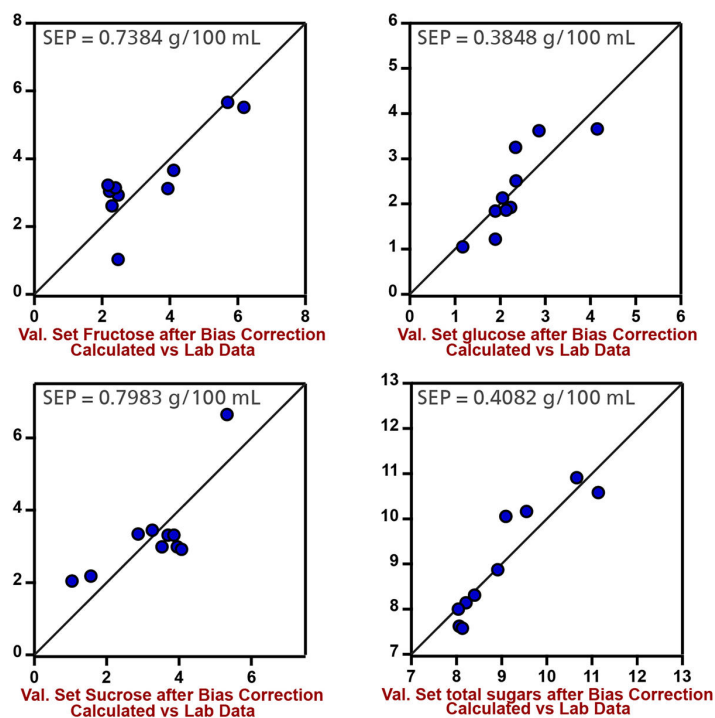 8
SEP = 0.7384 g/100 mL
6
4
2
0
0 2 4 6 8
Val. Set Fructose after Bias Correction
Calculated vs Lab Data
6
SEP = 0.3848 g/100 mL
5
4
3
2
1
0
0 1 2 3 4 5 6
Val. Set glucose after Bias Correction
Calculated vs Lab Data
SEP = 0.7983 g/100 mL
6
4
2
0
0 2 4 6
Val. Set Sucrose after Bias Correction
Calculated vs Lab Data
13
SEP = 0.4082 g/100 mL
12
11
10
9
8
7
7 8 9 10 11 12 13
Val. Set total sugars after Bias Correction
Calculated vs Lab Data